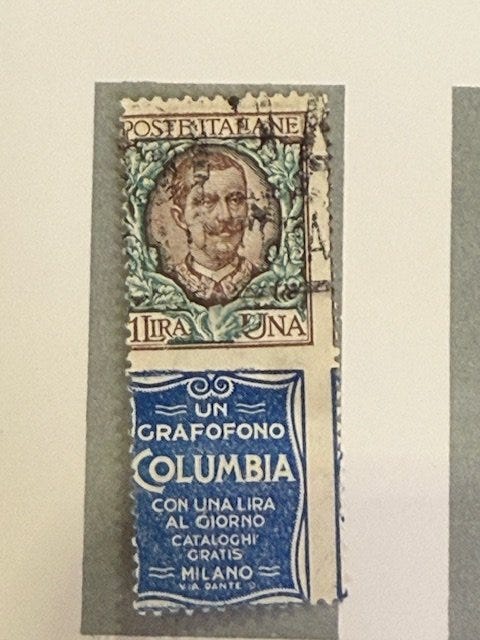 POSTE ITALIANE
1 LIRA UNA
UN
GRAFOFONO
COLUMBIA
CON UNA LIRA
AL GIORNO
CATALOGHI
GRATIS
MILANO
VIA DANTE